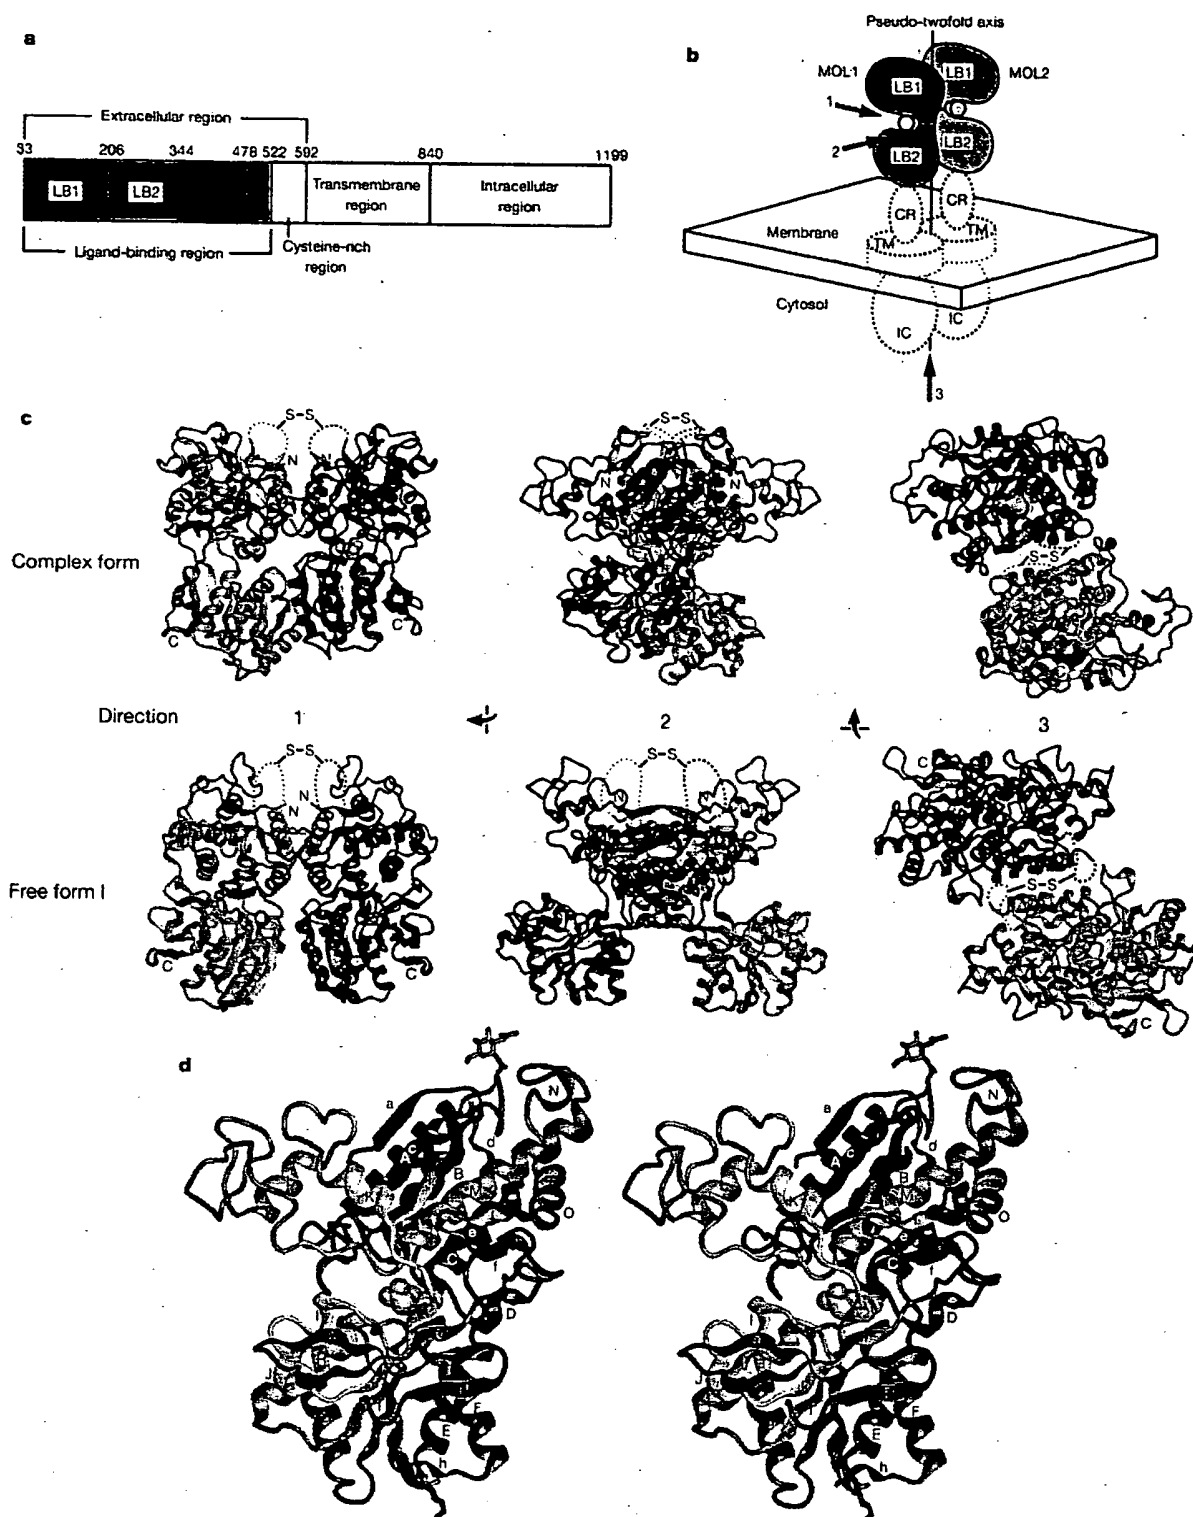 a
Extracellular region
33 206 344 478 522 592 840 1199
LB1 LB2 Transmembrane region Intracellular region
Ligand-binding region
Cysteine-rich region
b
Pseudo-twofold axis
MOL1 LB1 LB1 MOL2
1
2
LB2 LB2
CR CR
Membrane TM TM
Cytosol
IC IC
3
c
S-S S-S
N N N
S-S
Complex form
C C
Direction 1 2 3
S-S S-S
C
N
N
S-S
Free form I
C C
C
d
N N
a a
d d
A c A c
B B
K M K M
O O
e e
C C
f f
D D
I I
J J
F F
E E
h h